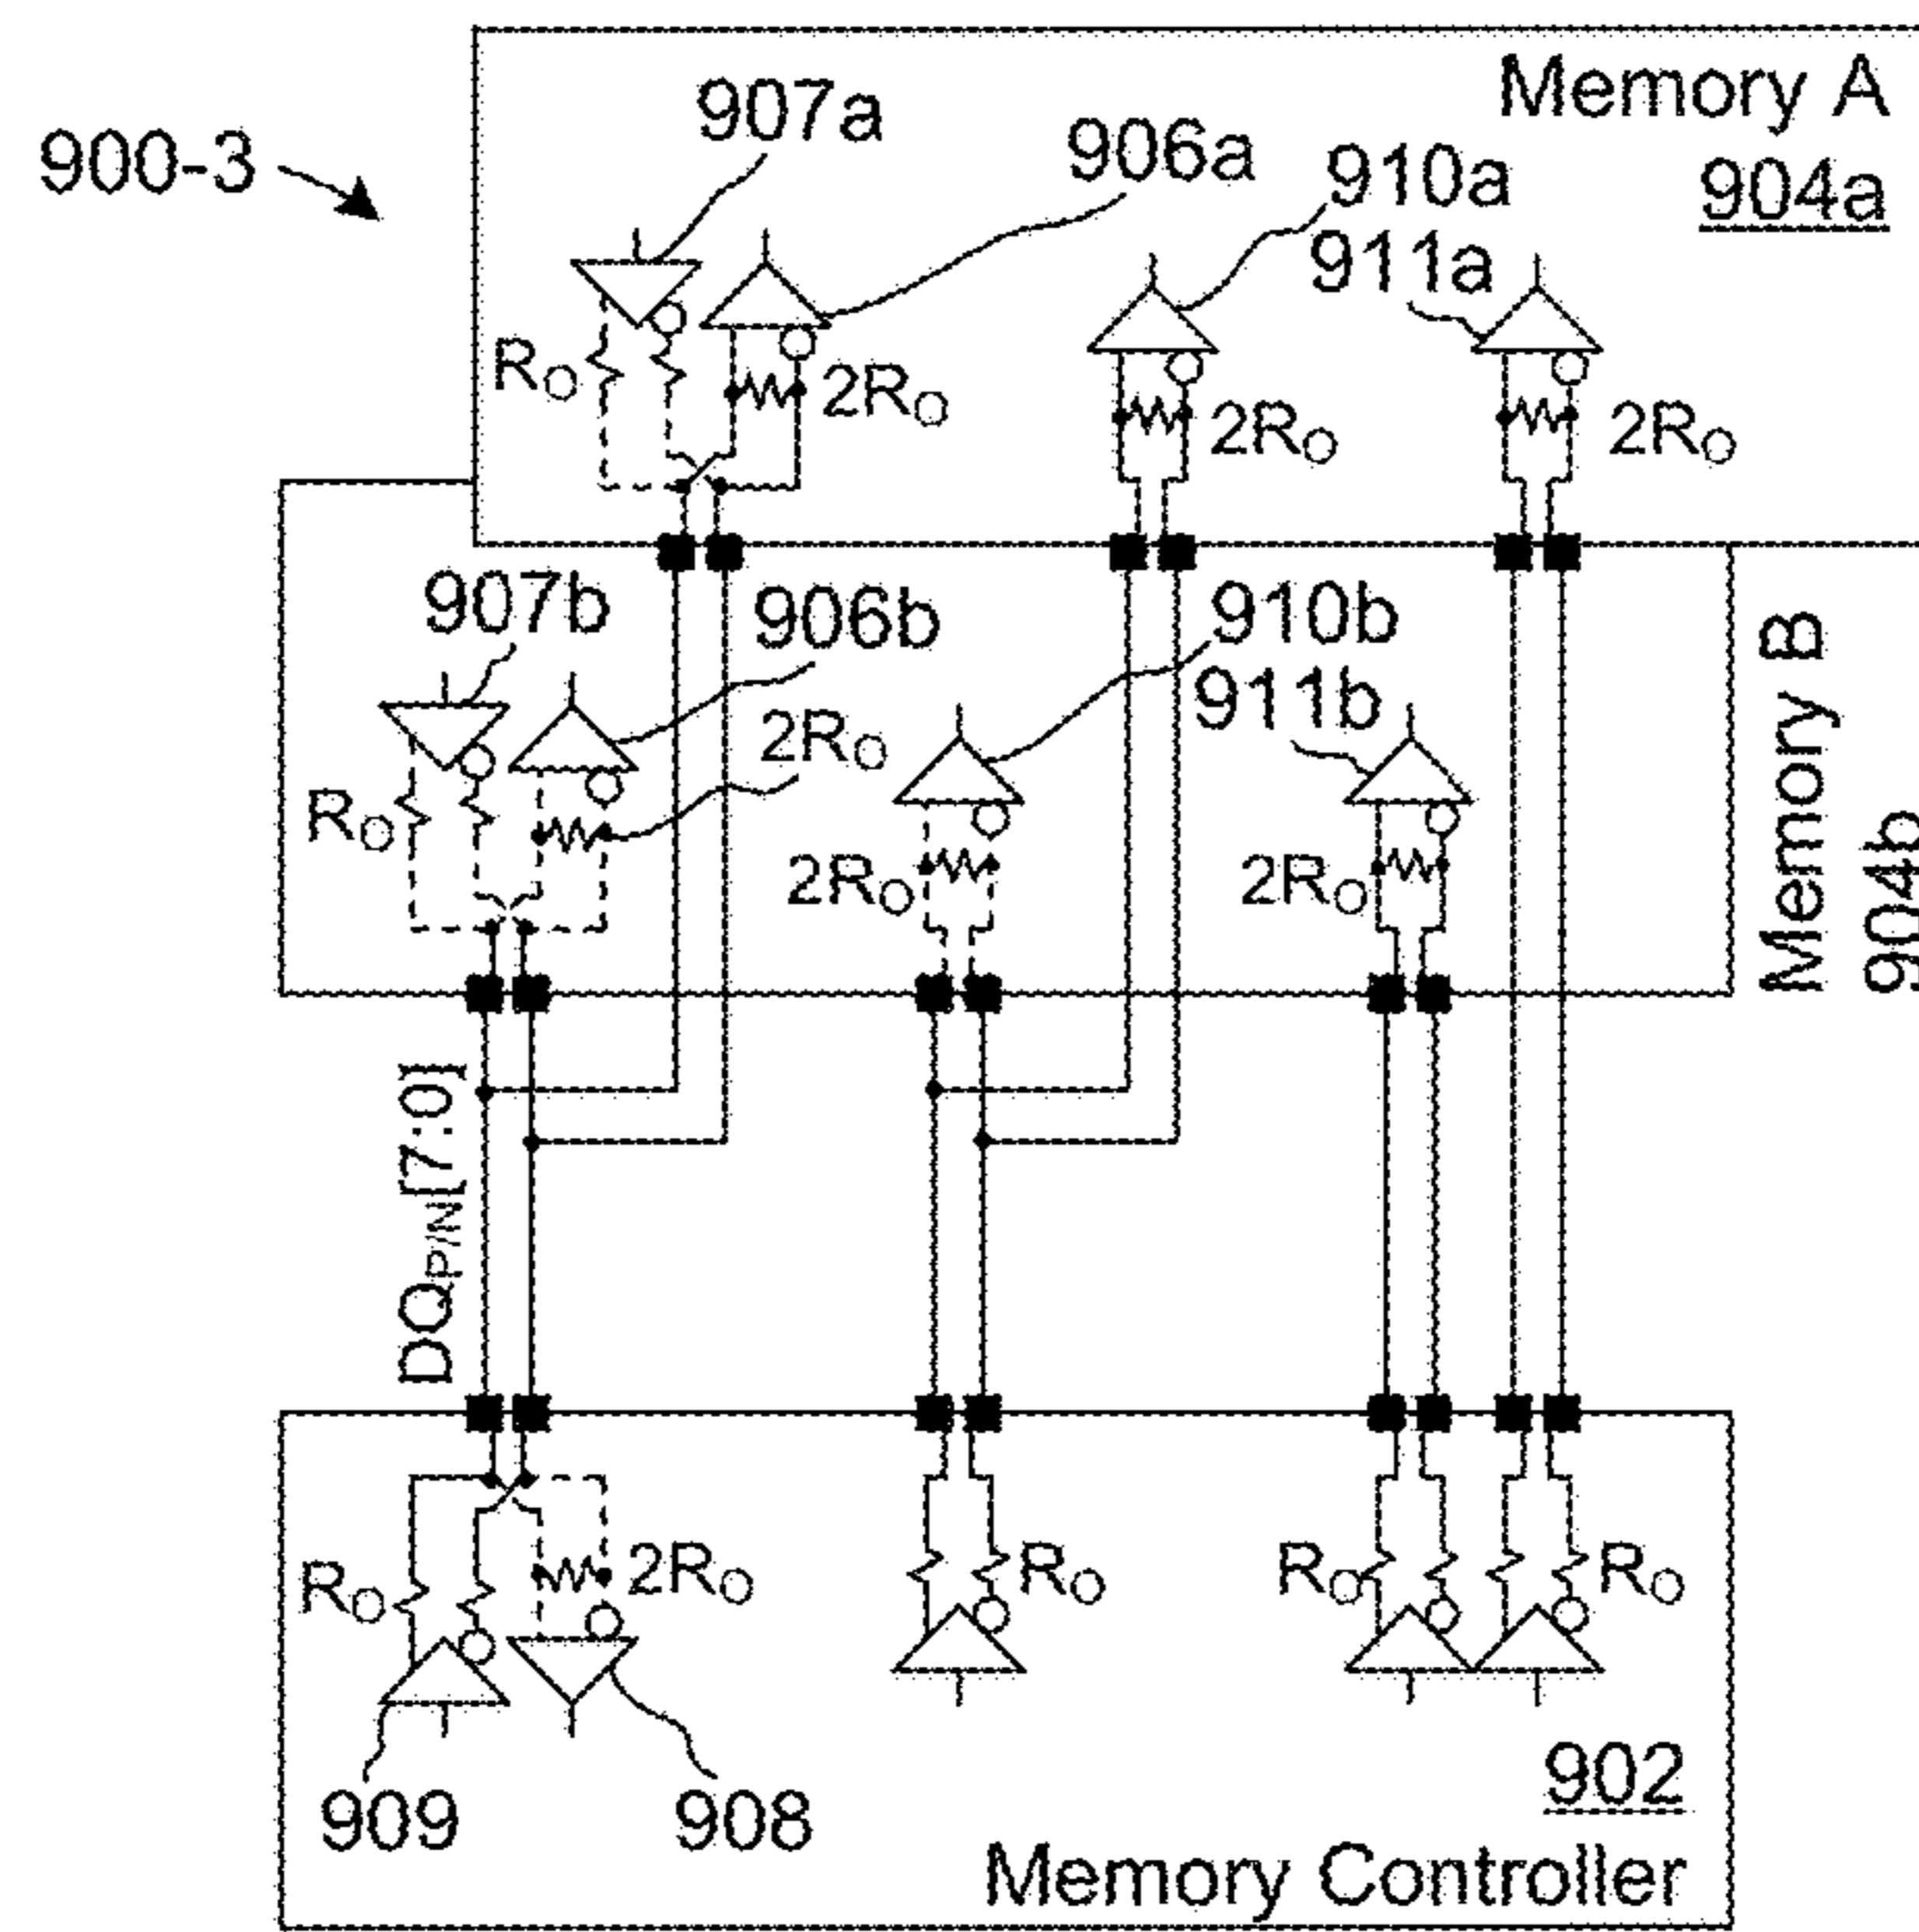 Memory A
904a
900-3
907a
906a
910a
911a
RO
2RO
2RO
2RO
907b
906b
910b
911b
2RO
RO
2RO
2RO
Memory B
904b
DQP/N[7:0]
RO
2RO
RO
RO
RO
909
908
902
Memory Controller